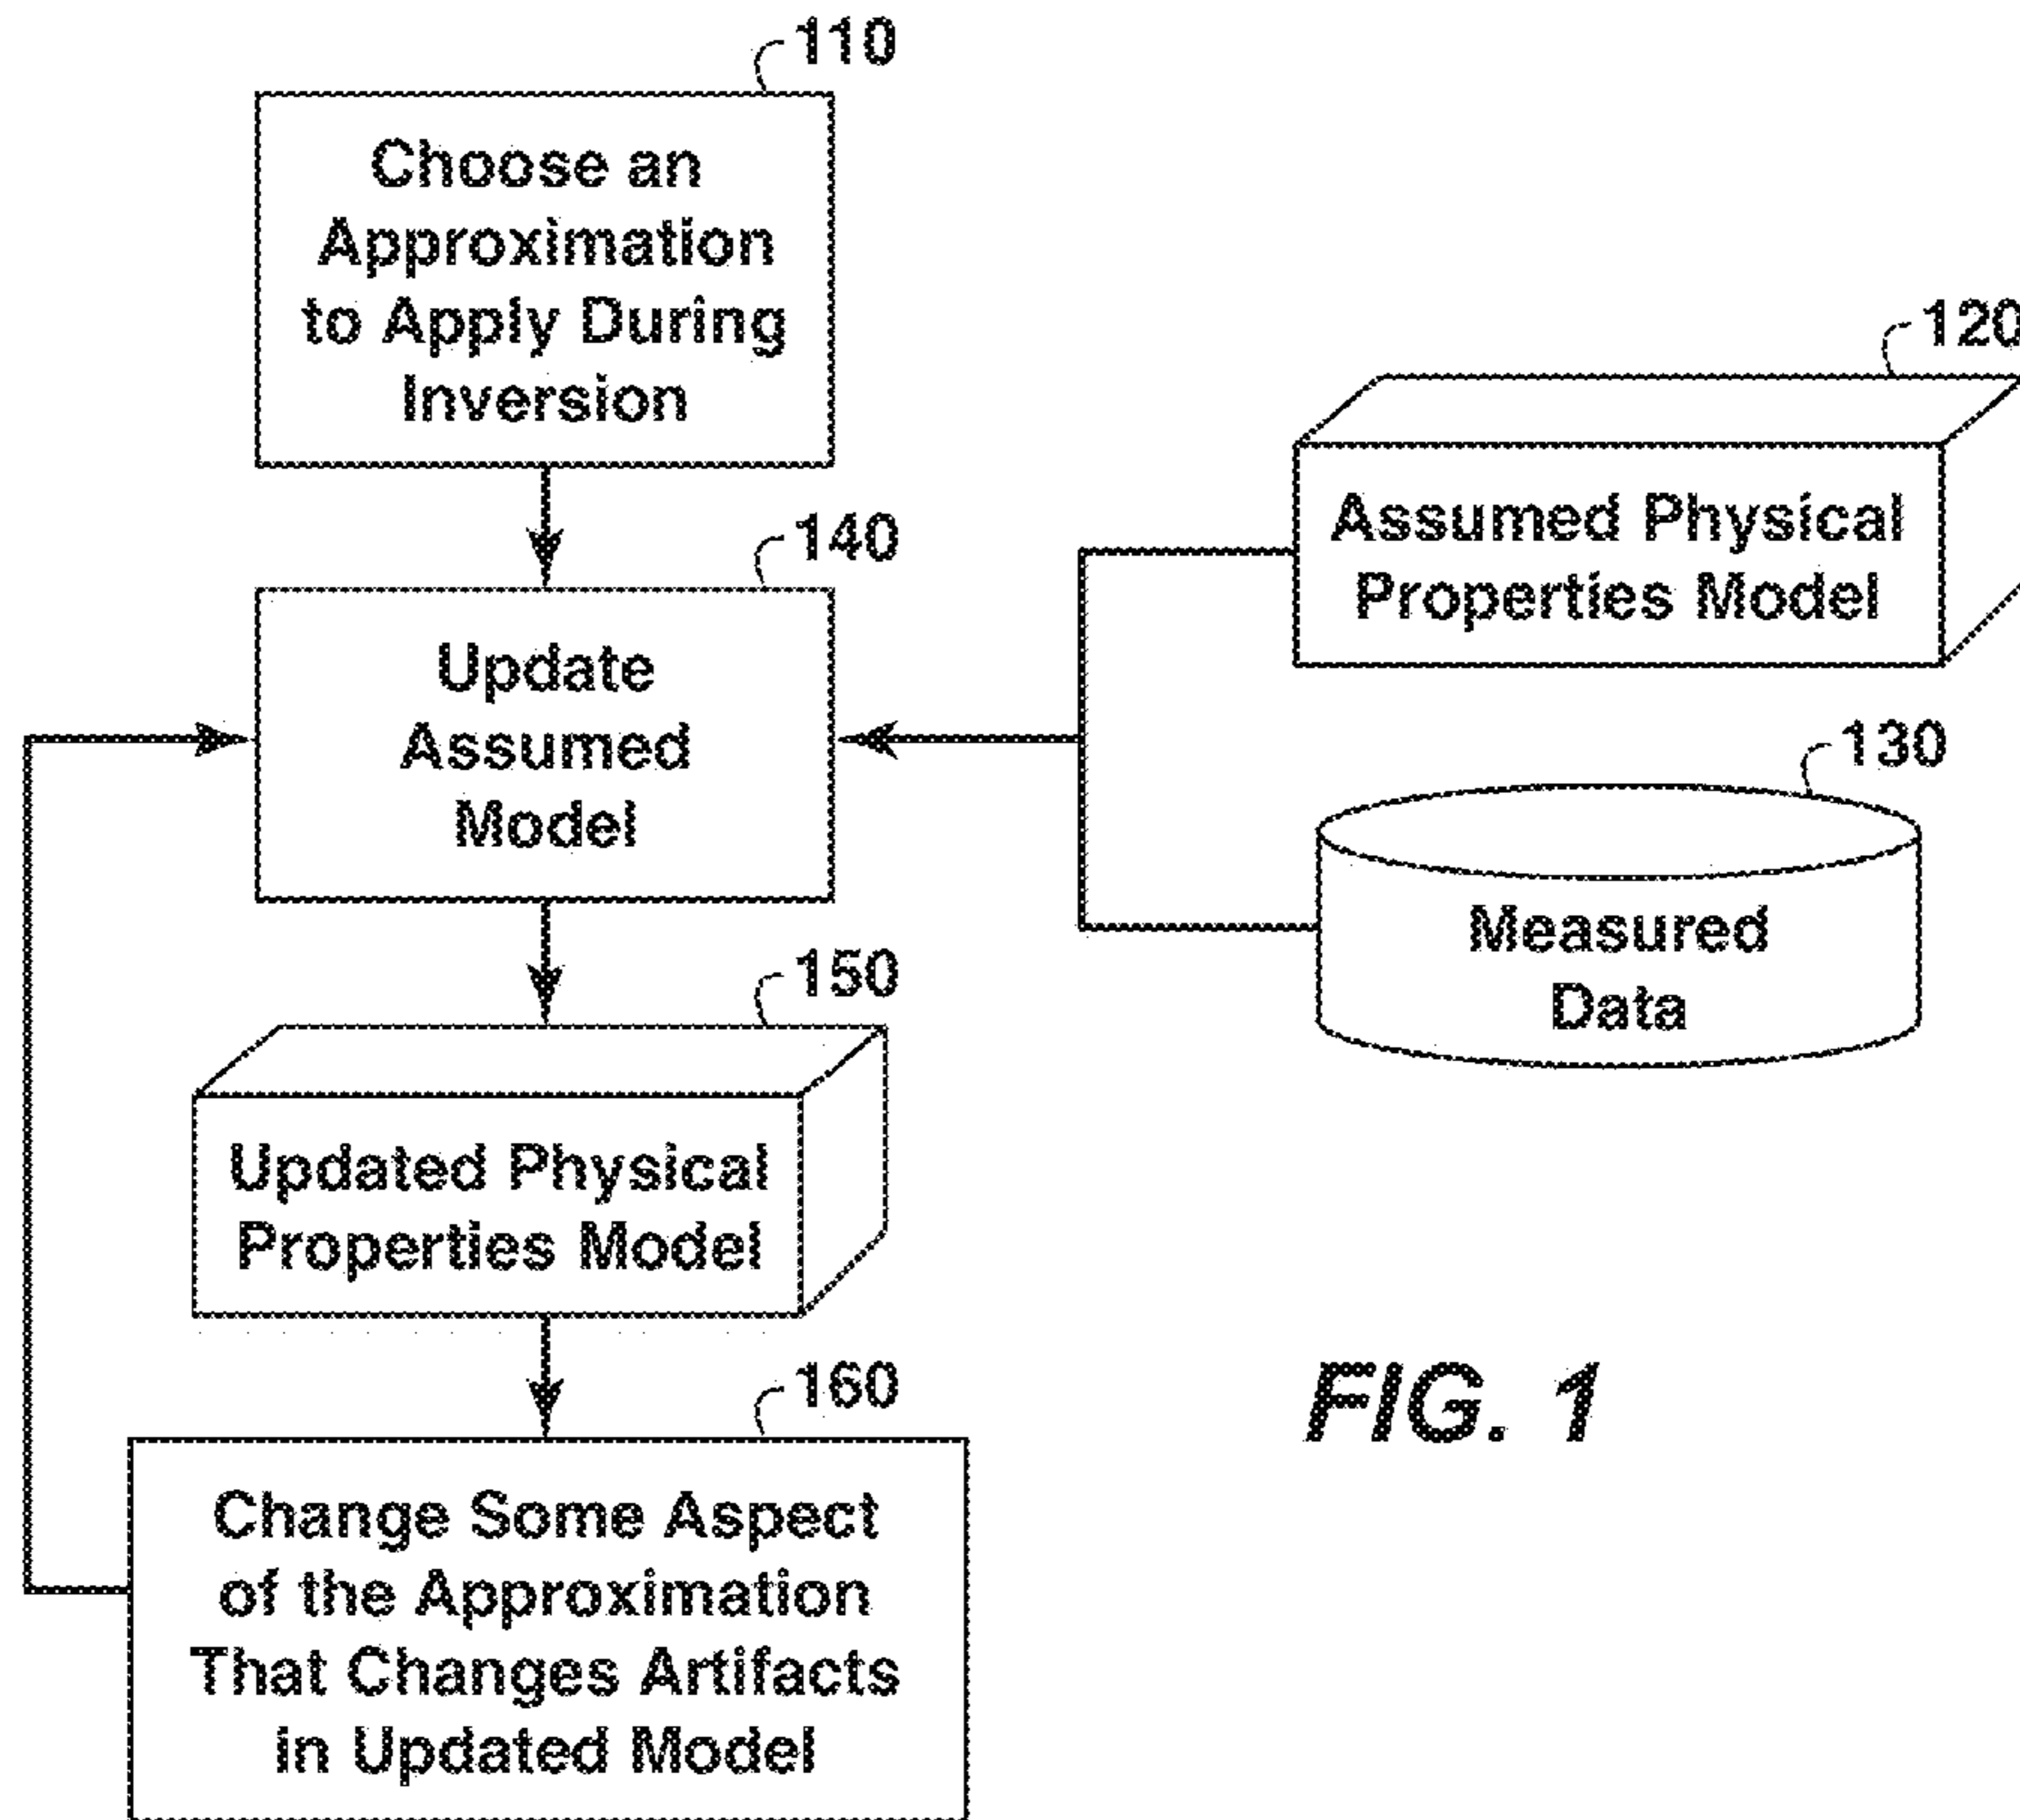 110
Choose an
Approximation
to Apply During
Inversion
120
Assumed Physical
Properties Model
140
Update
Assumed
Model
130
Measured
Data
150
Updated Physical
Properties Model
160
Change Some Aspect
of the Approximation
That Changes Artifacts
in Updated Model
FIG. 1